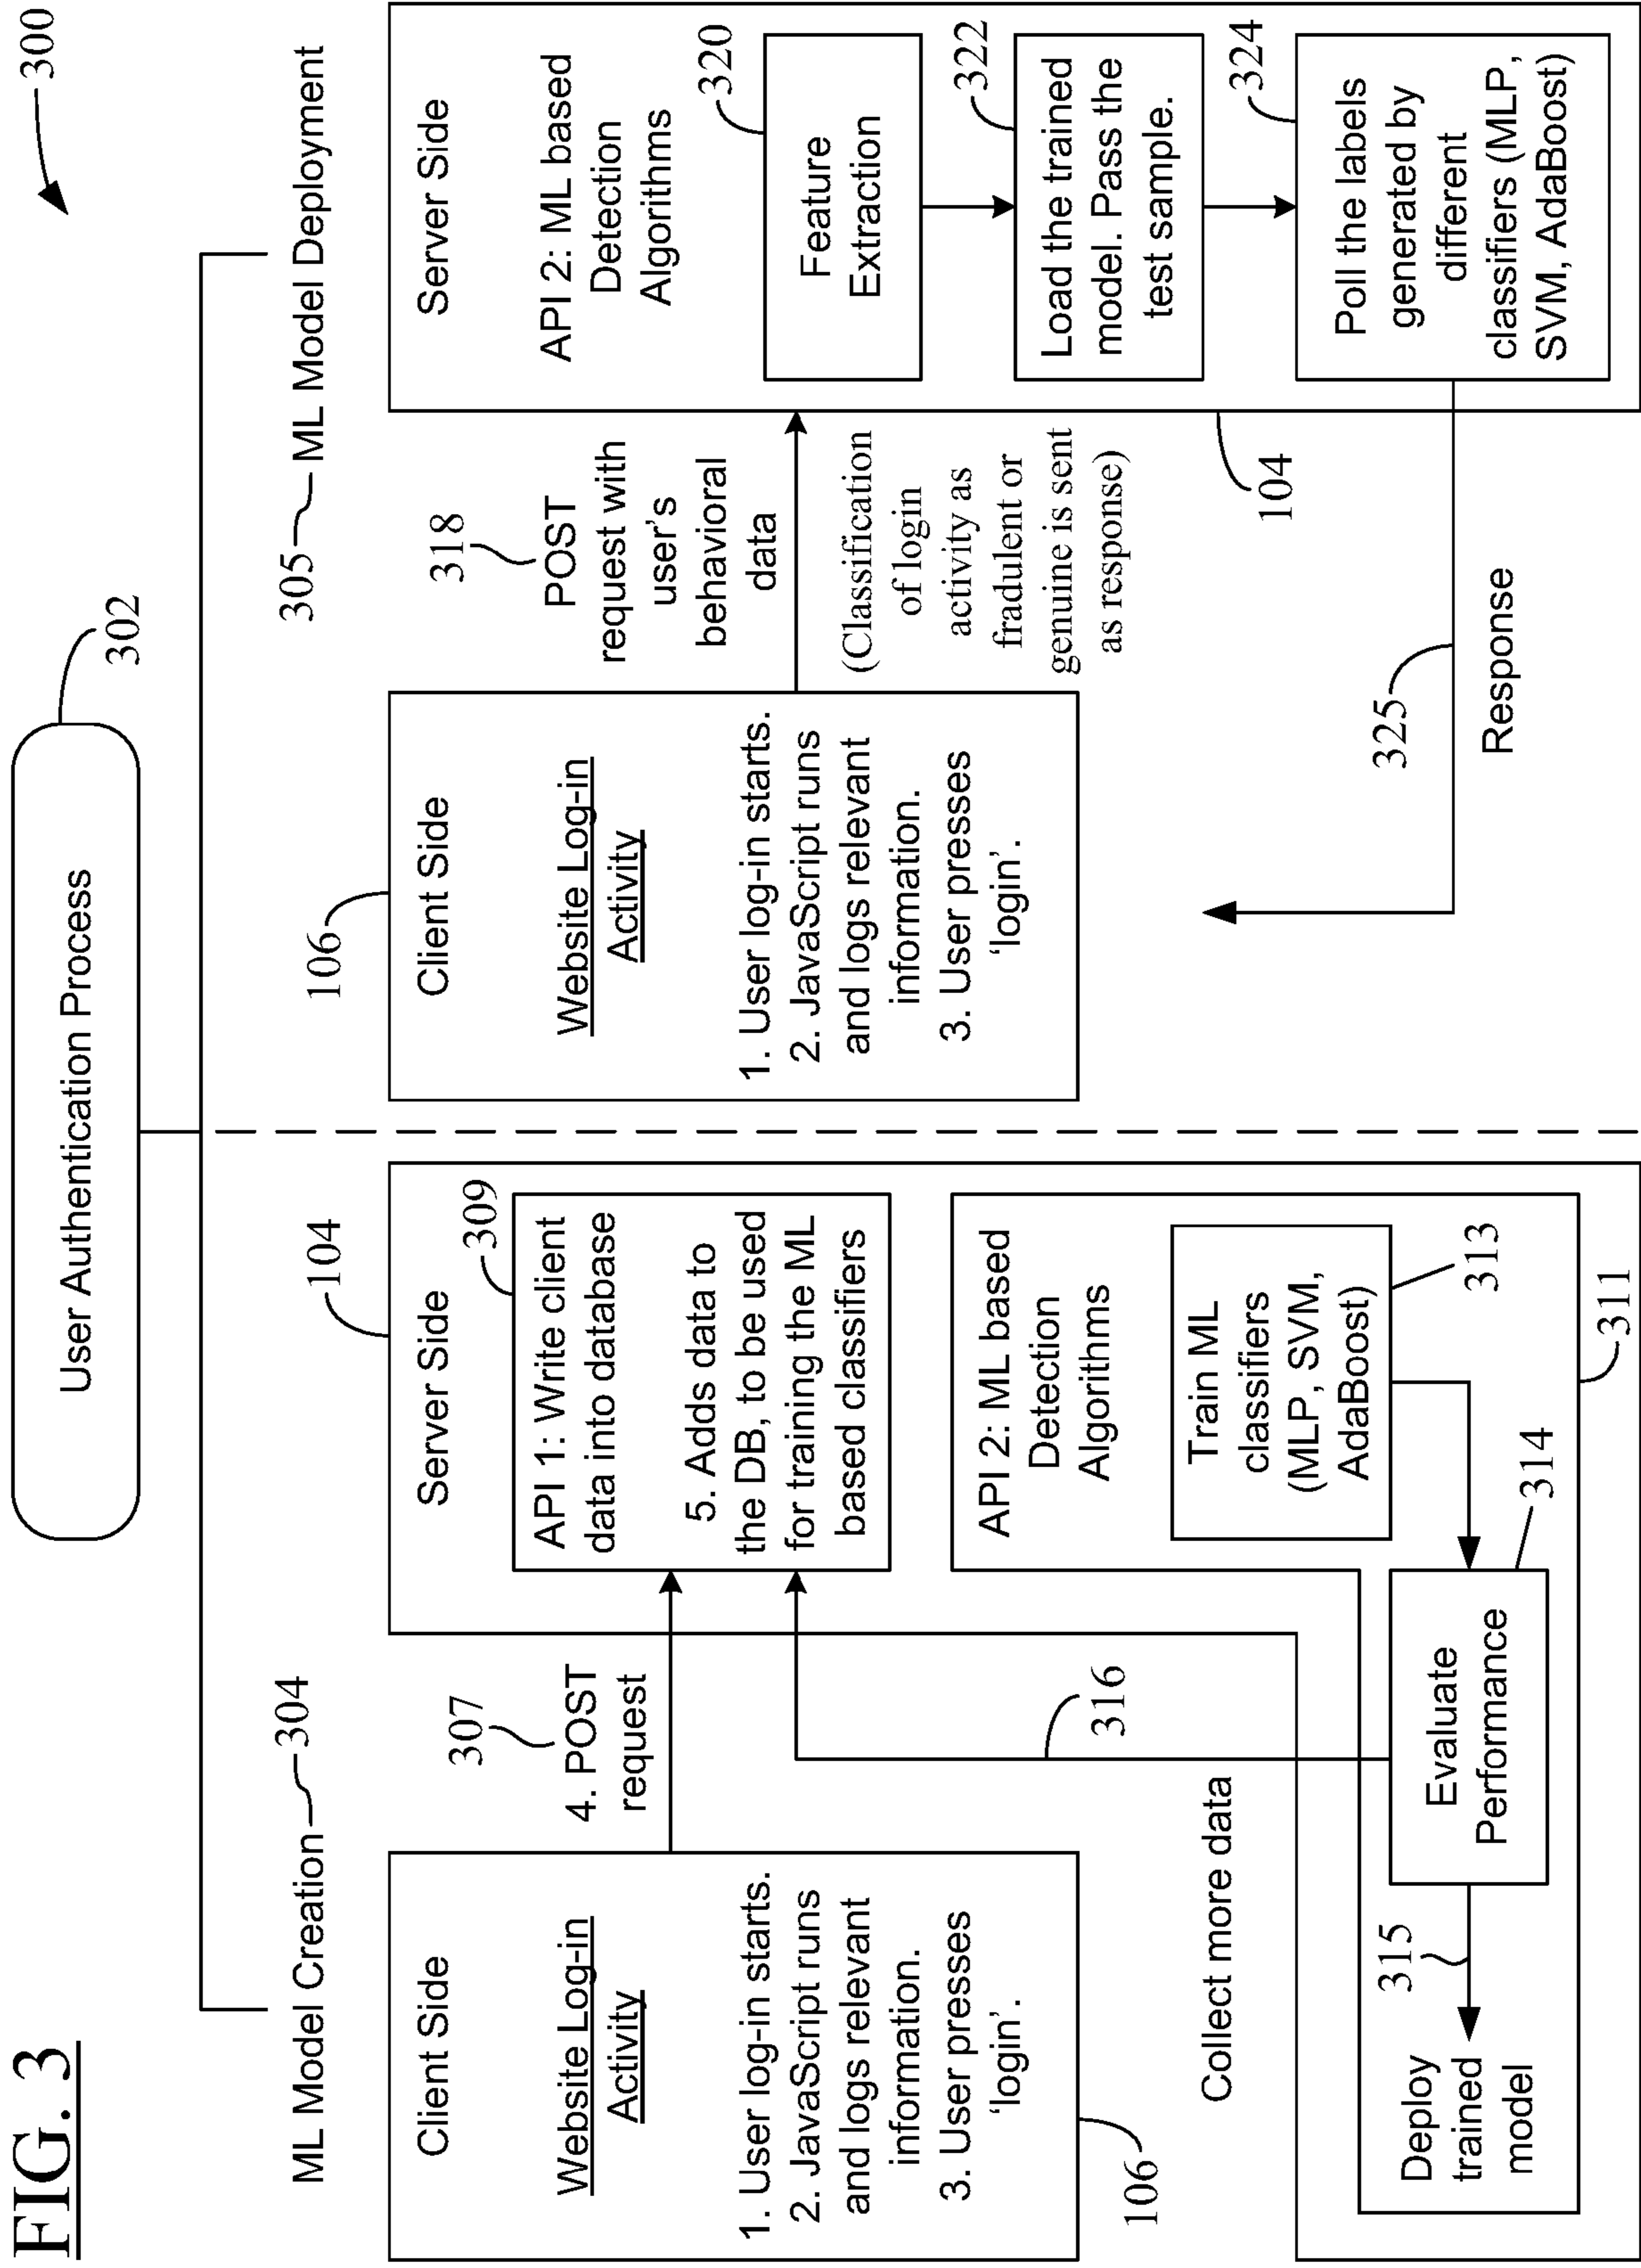 FIG. 3
300
User Authentication Process
302
ML Model Creation
304
305
ML Model Deployment
Client Side
Website Log-in
Activity
1. User log-in starts.
2. JavaScript runs
and logs relevant
information.
3. User presses
'login'.
106
307
4. POST
request
104
Server Side
309
API 1: Write client
data into database
5. Adds data to
the DB, to be used
for training the ML
based classifiers
API 2: ML based
Detection
Algorithms
Train ML
classifiers
(MLP, SVM,
AdaBoost)
313
311
314
Evaluate
Performance
316
Collect more data
315
Deploy
trained
model
106
Client Side
Website Log-in
Activity
1. User log-in starts.
2. JavaScript runs
and logs relevant
information.
3. User presses
'login'.
318
POST
request with
user's
behavioral
data
(Classification
of login
activity as
fradulent or
genuine is sent
as response)
104
325
Response
Server Side
API 2: ML based
Detection
Algorithms
320
Feature
Extraction
322
Load the trained
model. Pass the
test sample.
324
Poll the labels
generated by
different
classifiers (MLP,
SVM, AdaBoost)